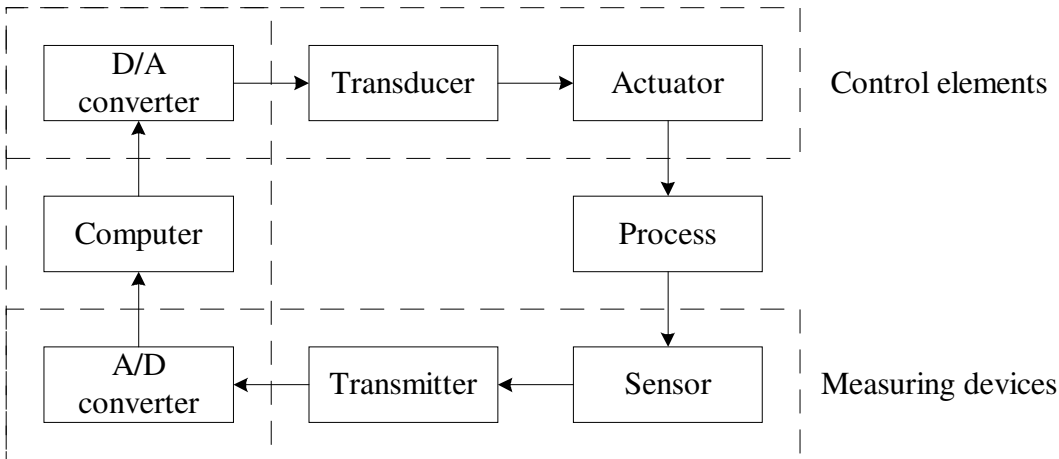 D/A
converter
Transducer
Actuator
Control elements
Computer
Process
A/D
converter
Transmitter
Sensor
Measuring devices